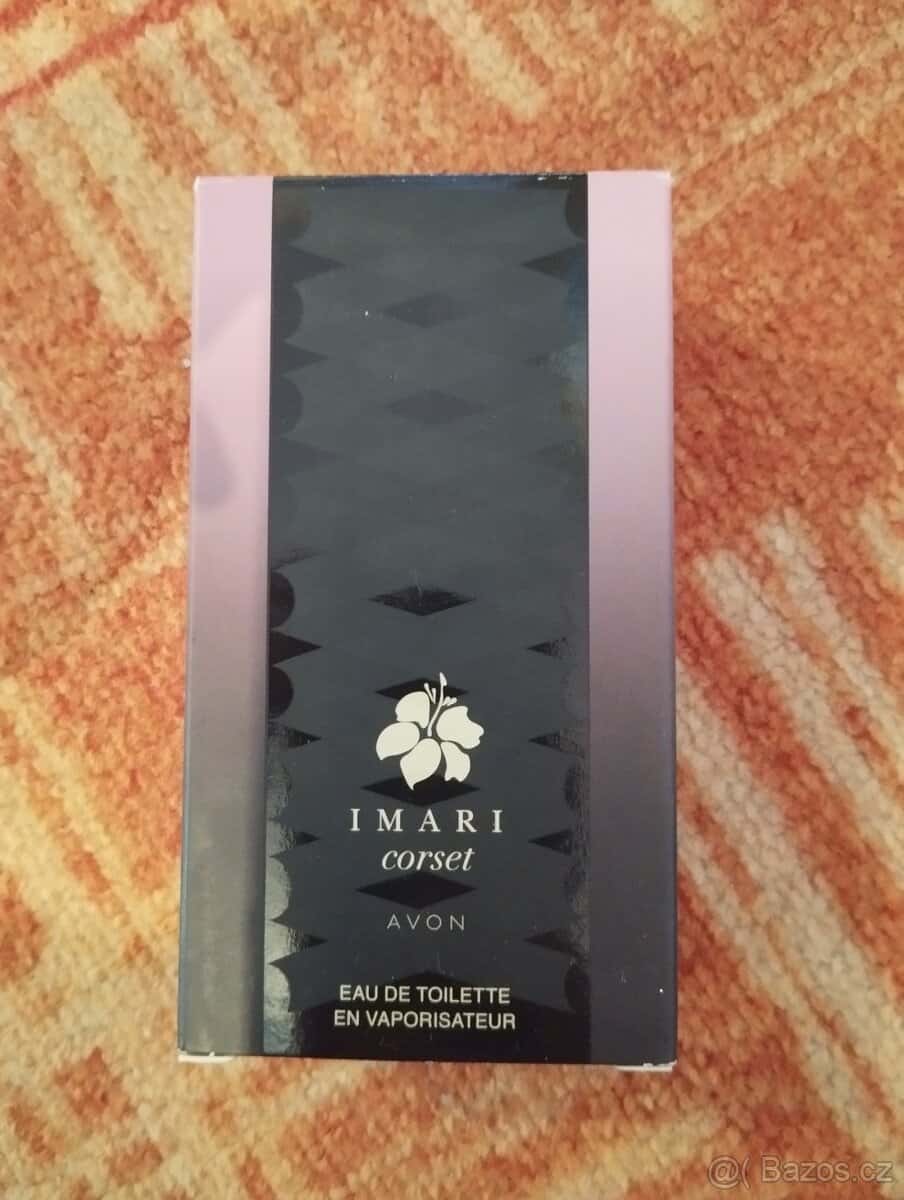 IMARI
corset
AVON
EAU DE TOILETTE
EN VAPORISATEUR
@( Bazos.cz